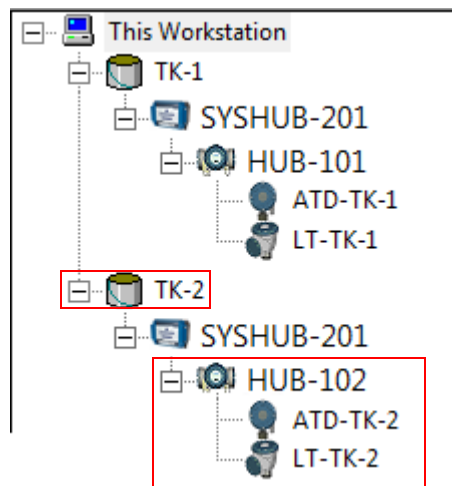 This Workstation
TK-1
SYSHUB-201
HUB-101
ATD-TK-1
LT-TK-1
TK-2
SYSHUB-201
HUB-102
ATD-TK-2
LT-TK-2